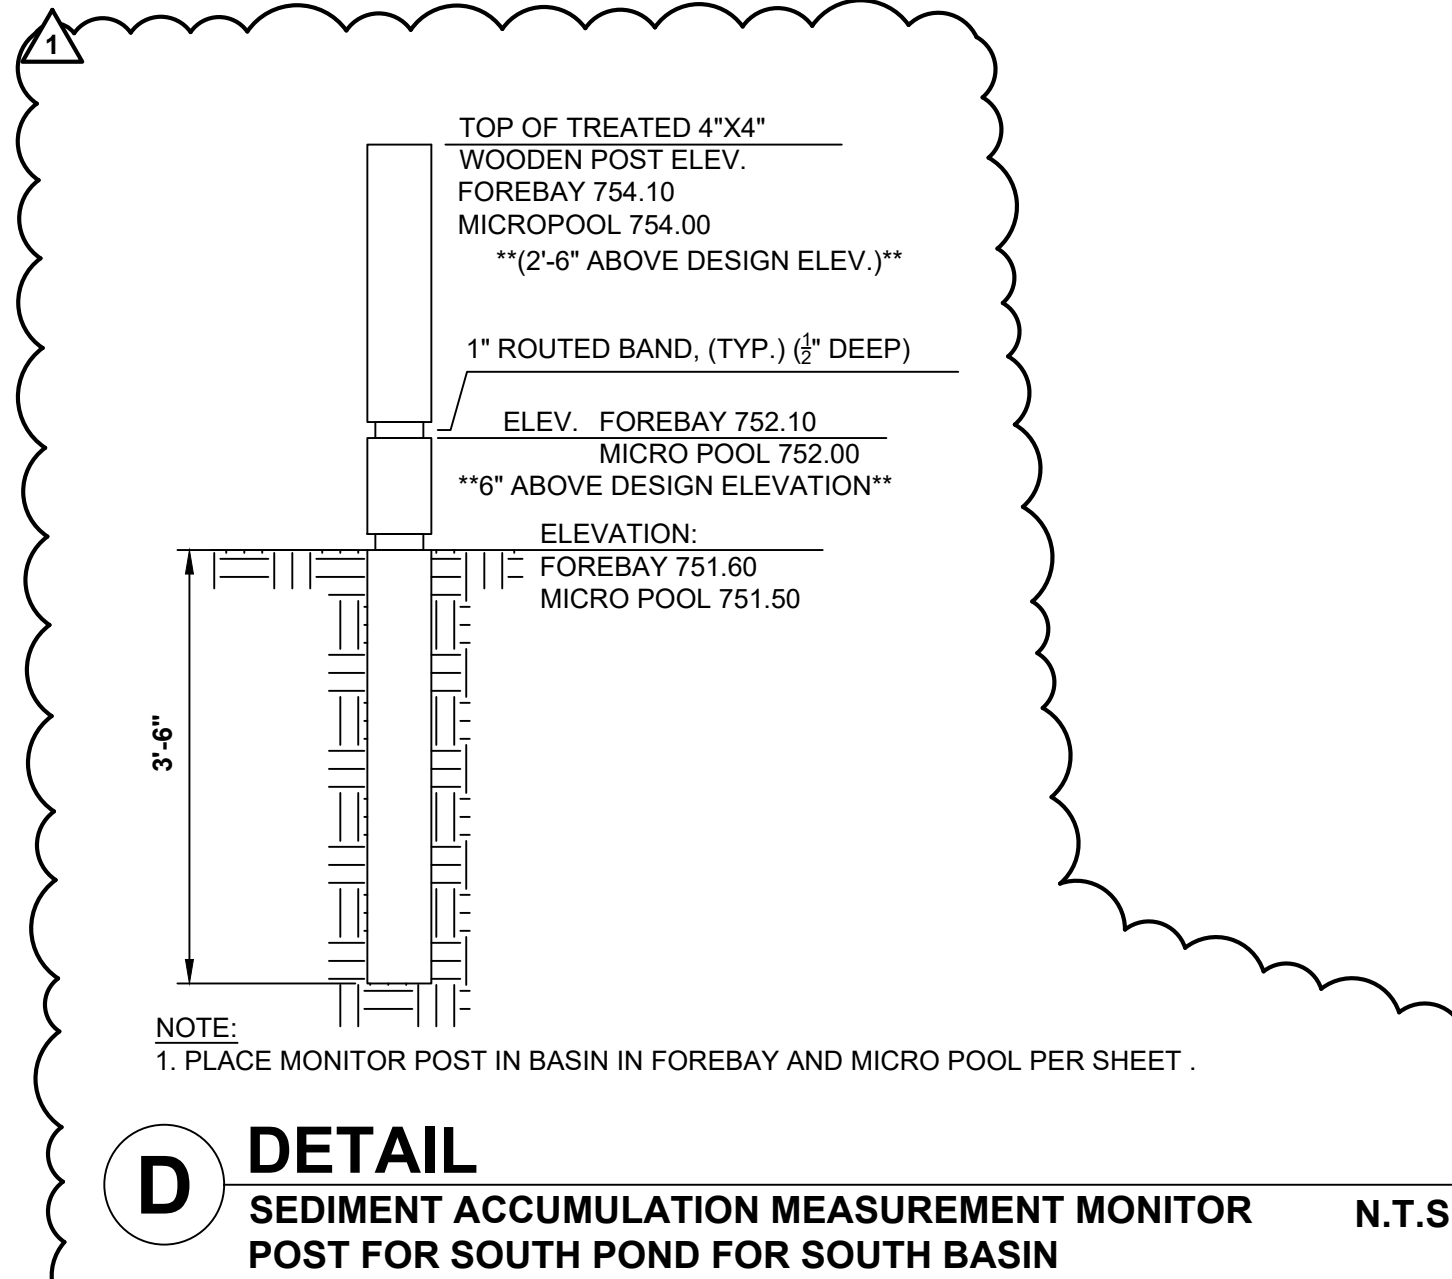 1
TOP OF TREATED 4"X4"
WOODEN POST ELEV.
FOREBAY 754.10
MICROPOOL 754.00
**(2'-6" ABOVE DESIGN ELEV.)**
1" ROUTED BAND, (TYP.) (½" DEEP)
ELEV. FOREBAY 752.10
MICRO POOL 752.00
**6" ABOVE DESIGN ELEVATION**
ELEVATION:
FOREBAY 751.60
MICRO POOL 751.50
3'-6"
NOTE:
1. PLACE MONITOR POST IN BASIN IN FOREBAY AND MICRO POOL PER SHEET .
D
DETAIL
SEDIMENT ACCUMULATION MEASUREMENT MONITOR
POST FOR SOUTH POND FOR SOUTH BASIN
N.T.S